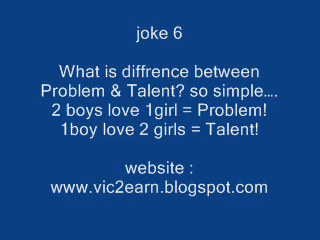 joke 6
What is diffrence between
Problem & Talent? so simple....
2 boys love 1girl = Problem!
1boy love 2 girls = Talent!
website :
www.vic2earn.blogspot.com